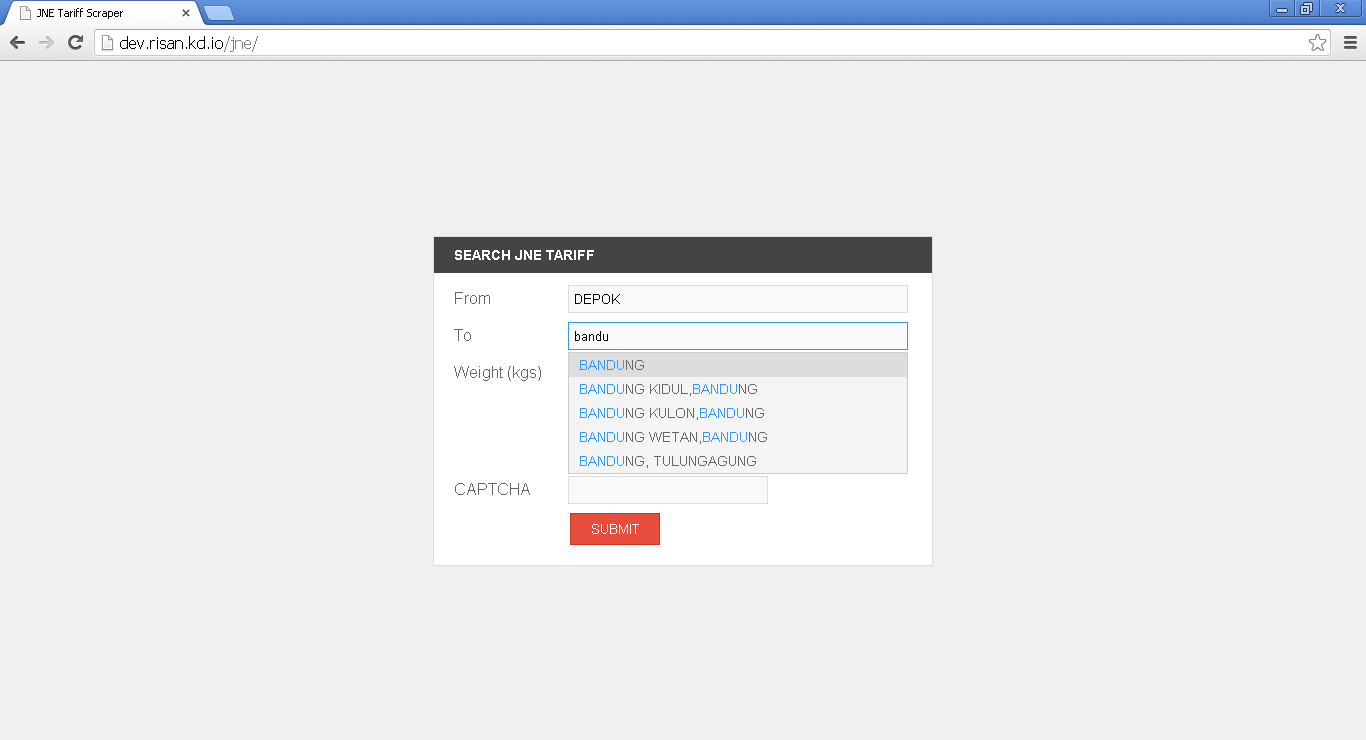 JNE Tariff Scraper
dev.risan.kd.io/jne/
SEARCH JNE TARIFF
From
DEPOK
To
bandu
Weight (kgs)
BANDUNG
BANDUNG KIDUL,BANDUNG
BANDUNG KULON,BANDUNG
BANDUNG WETAN,BANDUNG
BANDUNG, TULUNGAGUNG
CAPTCHA
SUBMIT